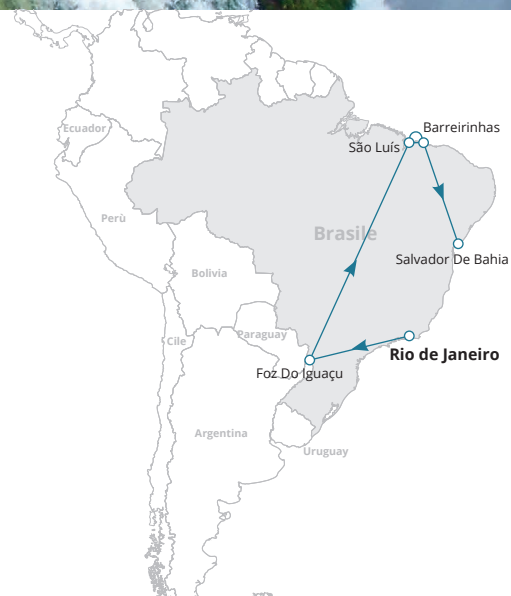 Barreirinhas
Ecuador
São Luís
Perù
Brasile
Salvador De Bahia
Bolivia
Paraguay
Cile
Rio de Janeiro
Foz Do Iguaçu
Argentina
Uruguay